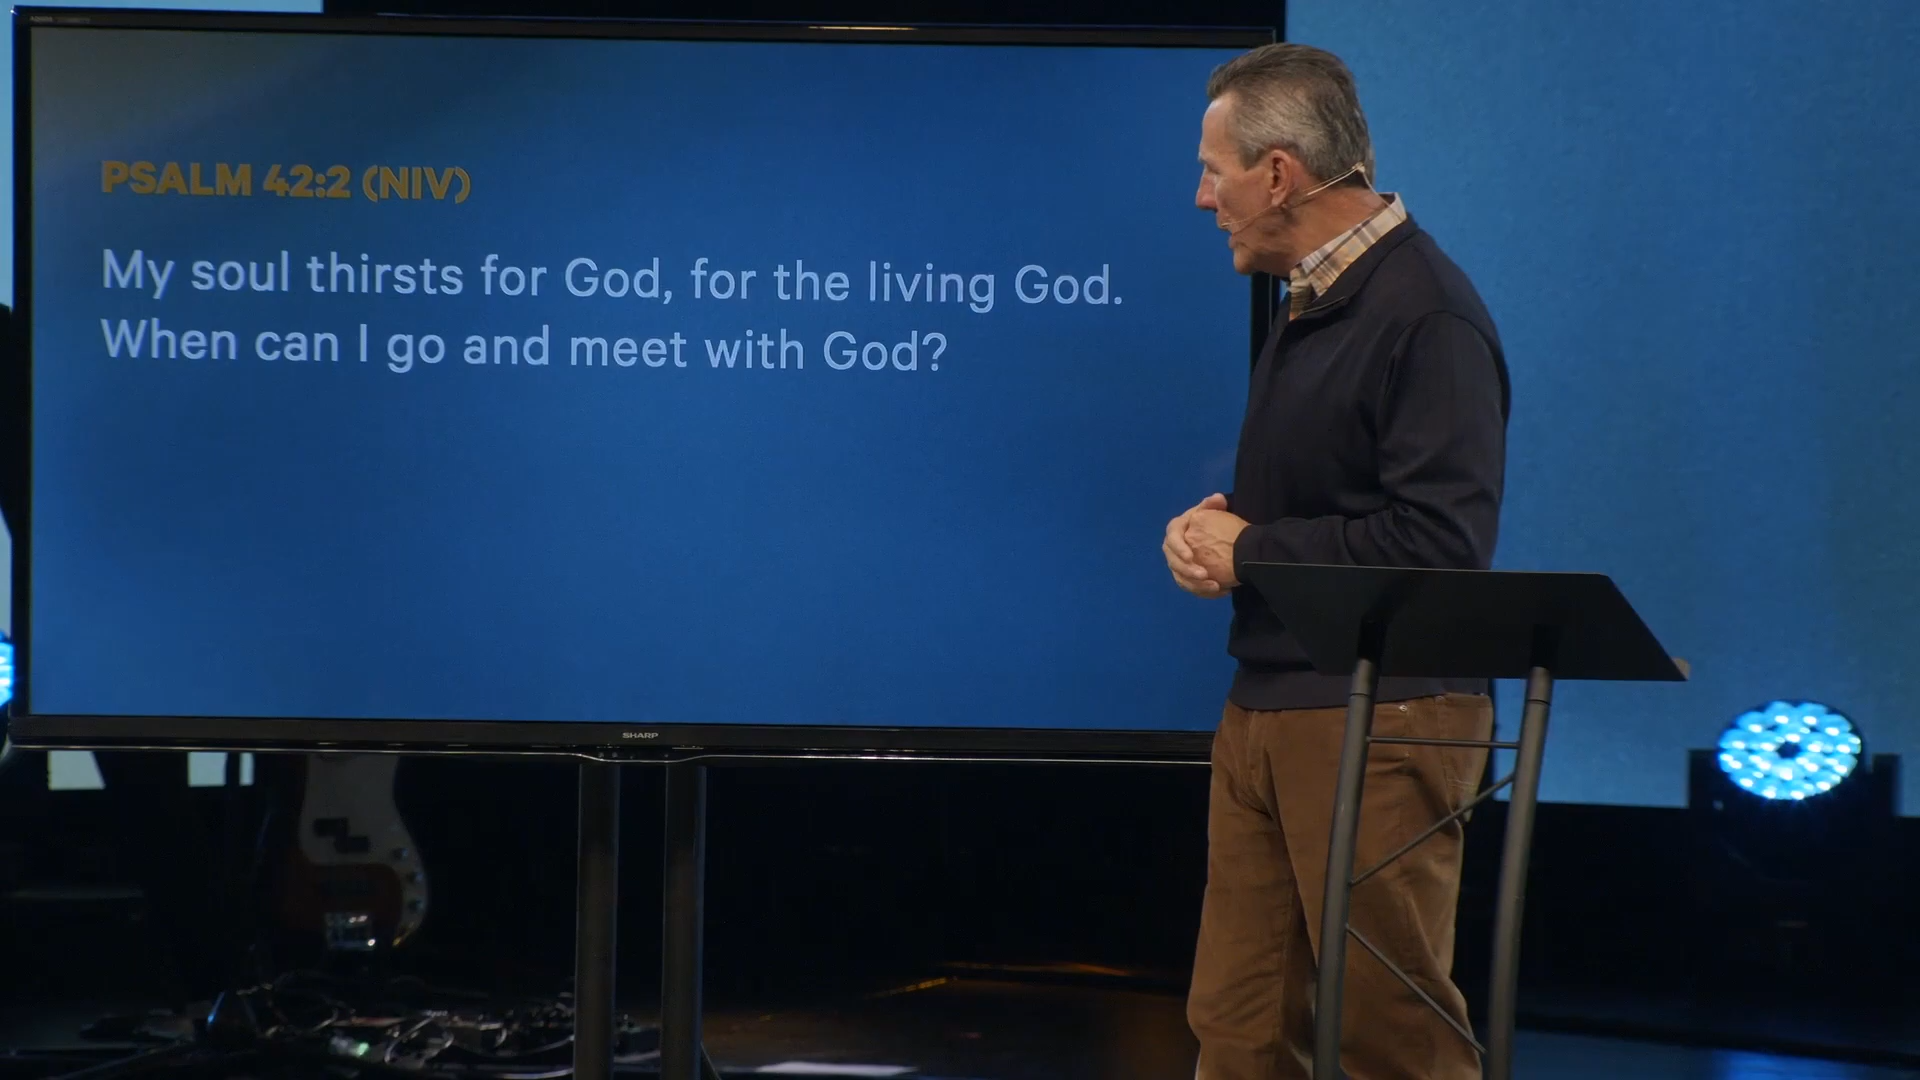 PSALM 42:2 (NIV)
My soul thirsts for God, for the living God.
When can I go and meet with God?
SHARP